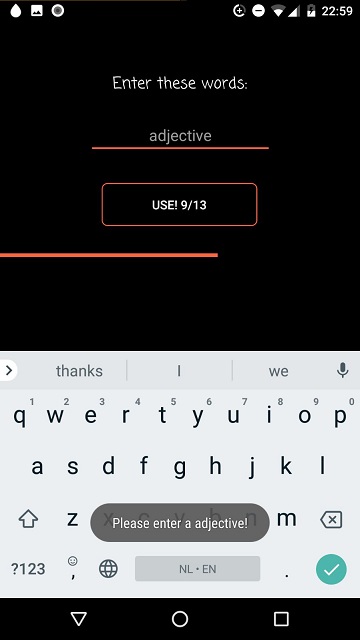 22:59
Enter these words:
adjective
USE! 9/13
thanks I we
1 2 3 4 5 6 7 8 9 0
q w e r t y u i o p
a s d f g h j k l
z m
Please enter a adjective!
?123 , NL • EN .